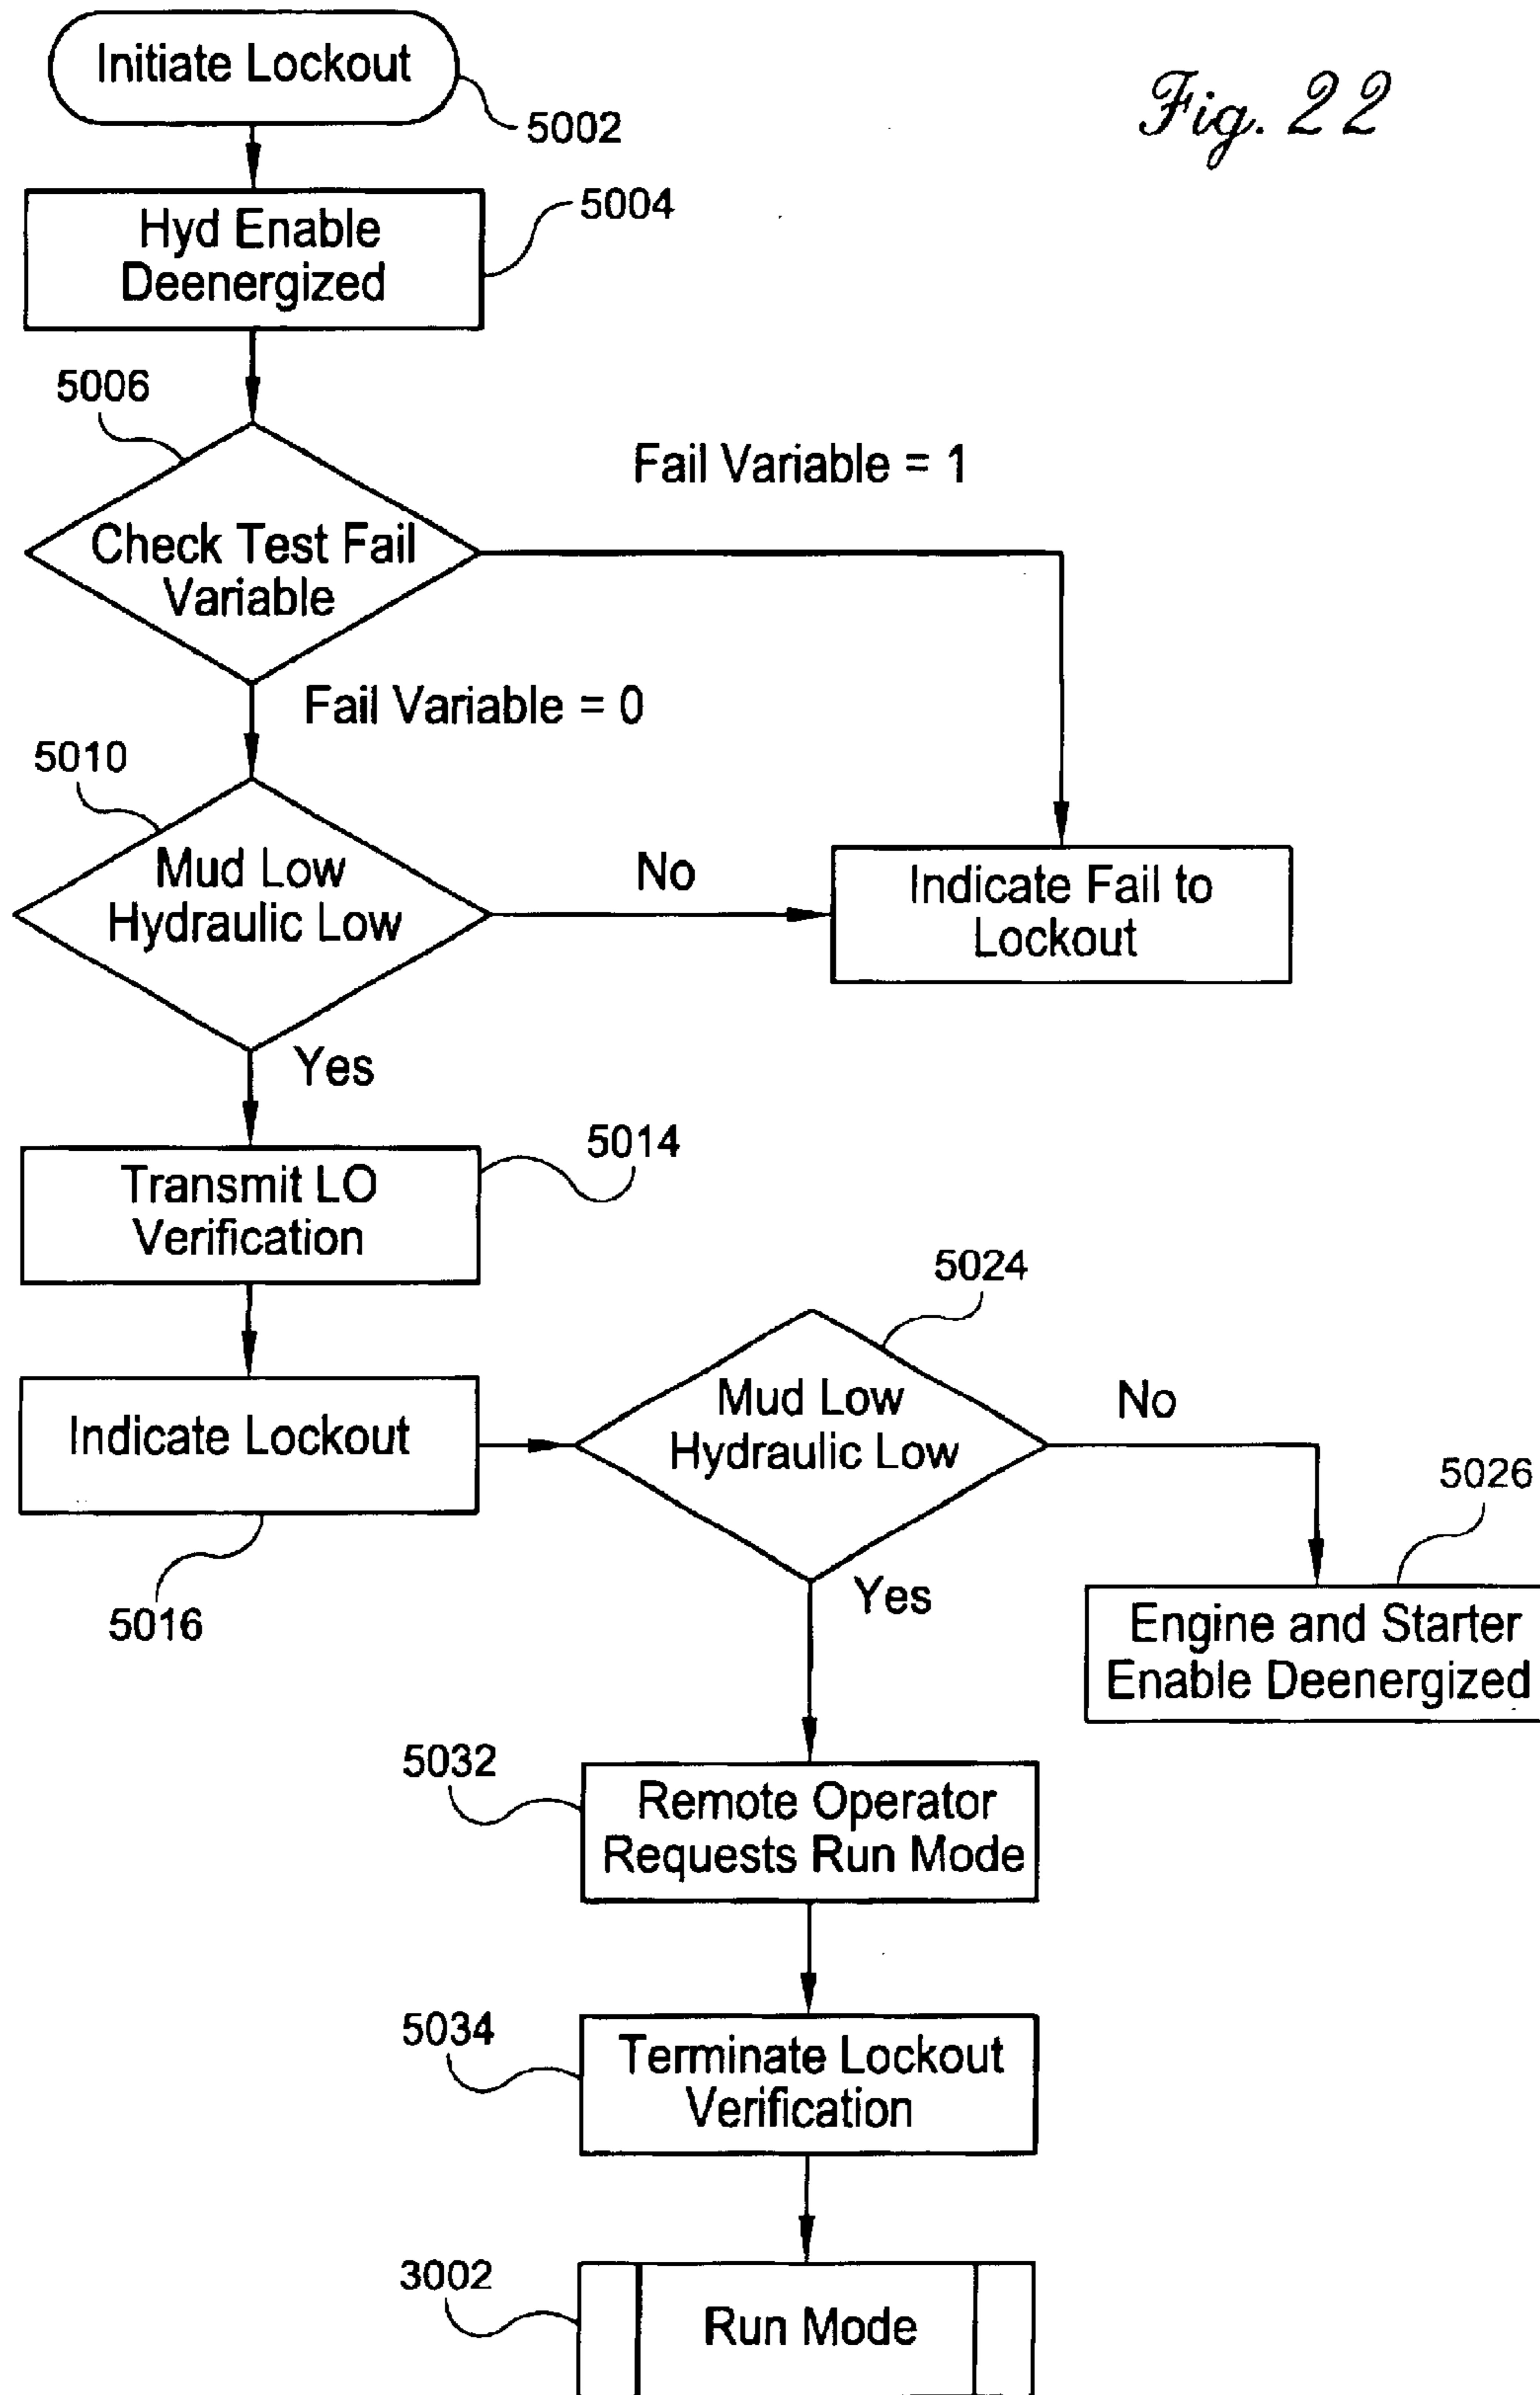 Initiate Lockout
Fig. 22
5002
5004
Hyd Enable
Deenergized
5006
Fail Variable = 1
Check Test Fail
Variable
Fail Variable = 0
5010
Mud Low
Hydraulic Low
No
Indicate Fail to
Lockout
Yes
5014
Transmit LO
Verification
5024
Indicate Lockout
Mud Low
Hydraulic Low
No
5026
5016
Yes
Engine and Starter
Enable Deenergized
5032
Remote Operator
Requests Run Mode
5034
Terminate Lockout
Verification
3002
Run Mode